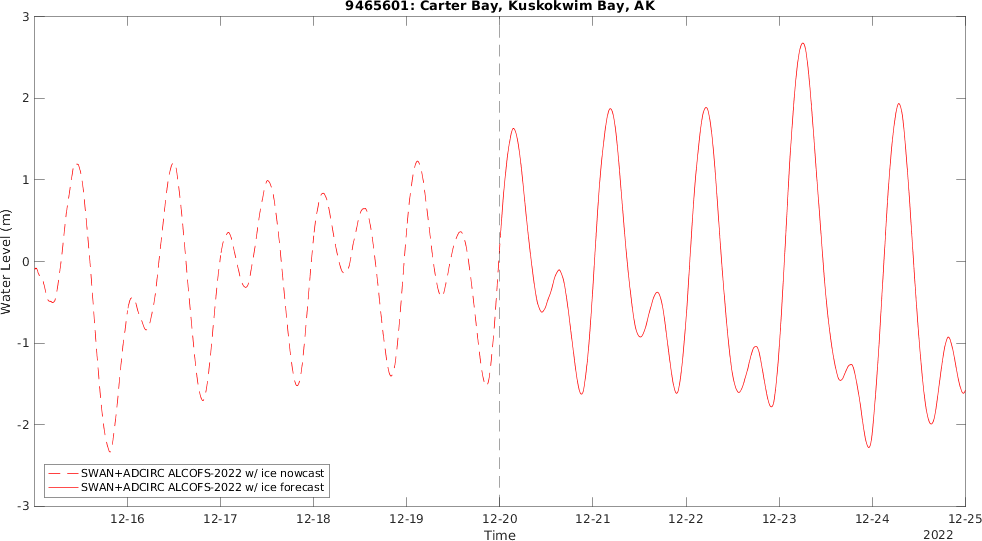 9465601: Carter Bay, Kuskokwim Bay, AK
3
2
1
0
-1
-2
-3
Water Level (m)
SWAN+ADCIRC ALCOFS-2022 w/ ice nowcast
SWAN+ADCIRC ALCOFS-2022 w/ ice forecast
12-16 12-17 12-18 12-19 12-20 12-21 12-22 12-23 12-24 12-25
Time
2022